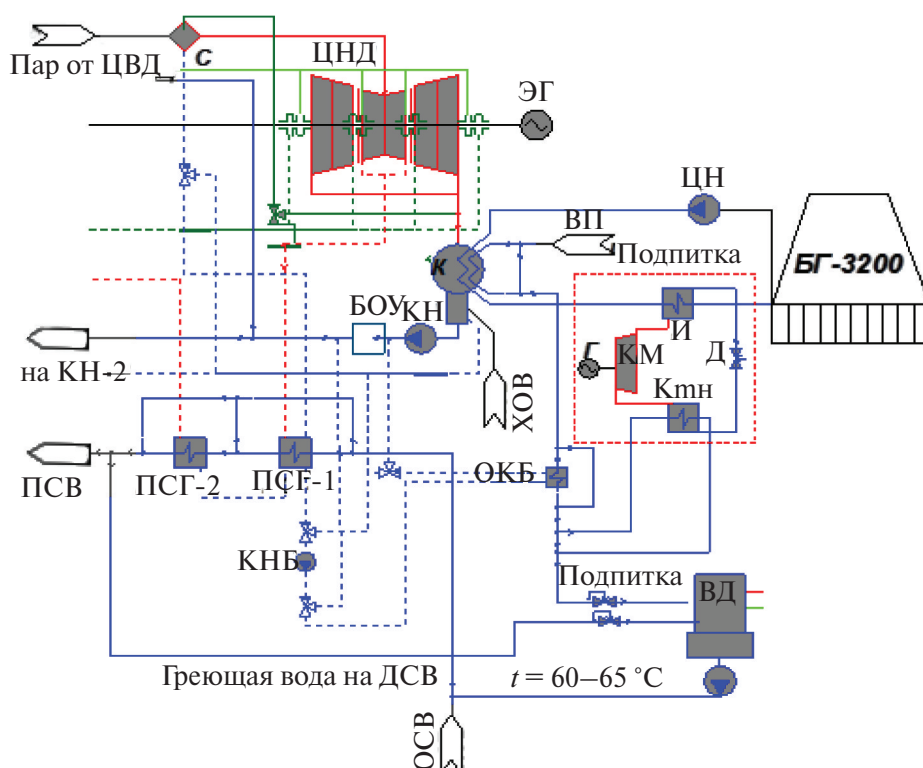 Пар от ЦВД
С
ЦНД
ЭГ
ЦН
ВП
Подпитка
БГ-3200
К
БОУ
КН
И
Г
КМ
Д
Ктн
на КН-2
ХОВ
ПСВ
ПСГ-2
ПСГ-1
ОКБ
КНБ
Подпитка
ВД
Греющая вода на ДСВ
t = 60–65 °C
ОСВ